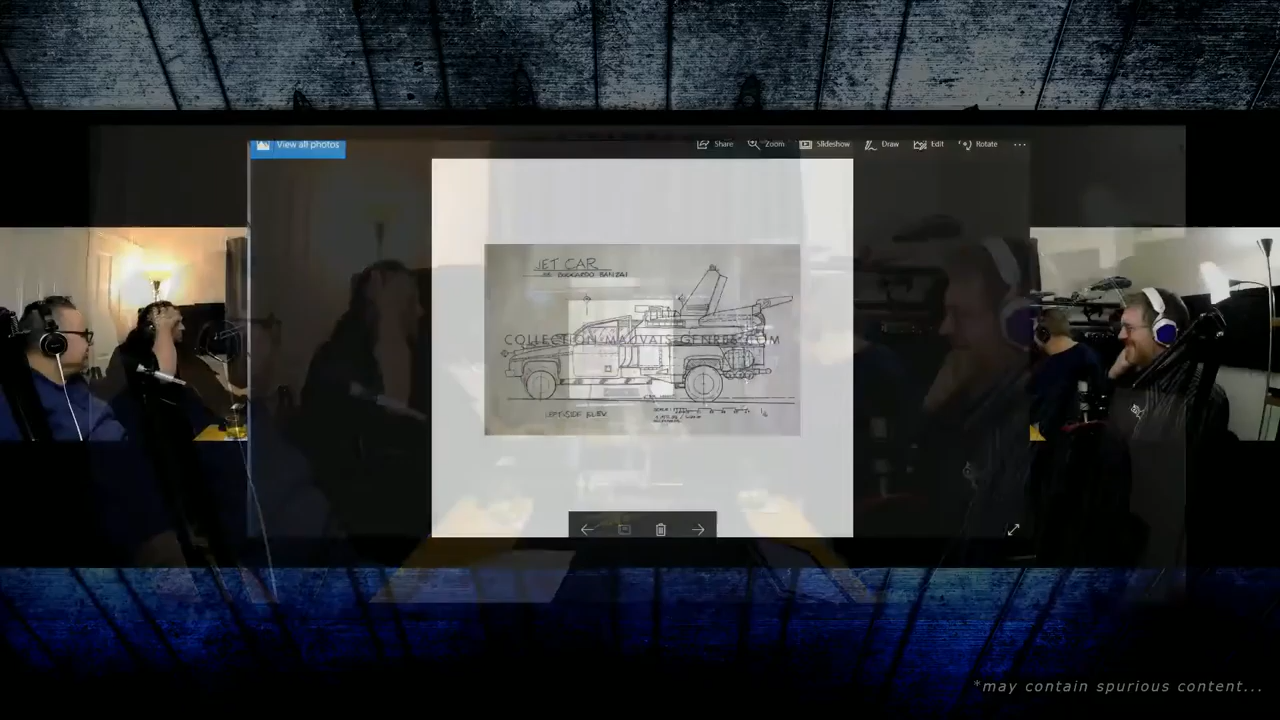 View all photos
Share Zoom Slideshow Draw Edit Rotate ...
JET CAR
COLLECTION MAUVAIS-GENRES.COM
LEFT SIDE ELEV.
*may contain spurious content...